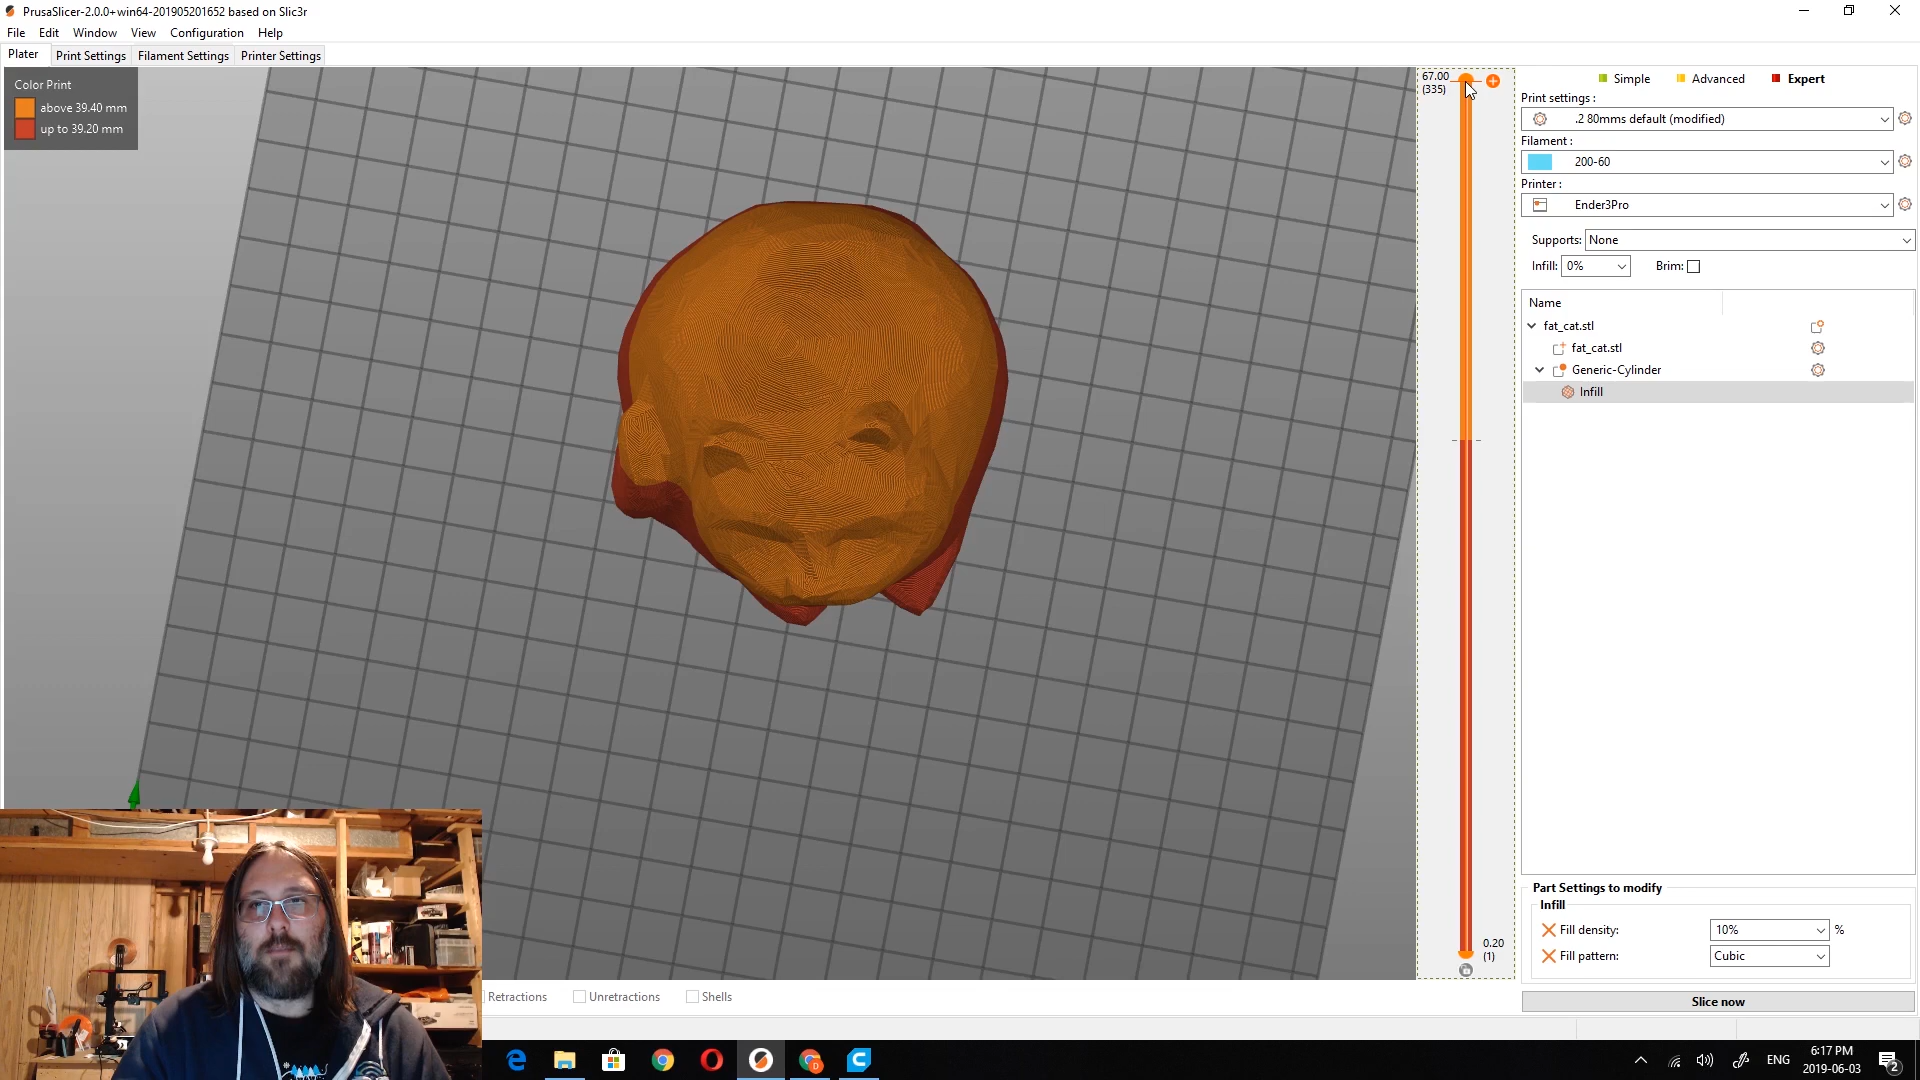 PrusaSlicer-2.0.0+win64-201905201652 based on Slic3r
File Edit Window View Configuration Help
Plater Print Settings Filament Settings Printer Settings
Color Print
above 39.40 mm
up to 39.20 mm
67.00
(335)
Simple Advanced Expert
Print settings :
.2 80mms default (modified)
Filament :
200-60
Printer :
Ender3Pro
Supports: None
Infill: 0% Brim:
Name
fat_cat.stl
fat_cat.stl
Generic-Cylinder
Infill
0.20
(1)
Part Settings to modify
Infill
Fill density: 10% %
Fill pattern: Cubic
Retractions Unretractions Shells
Slice now
ENG
6:17 PM
2019-06-03
2